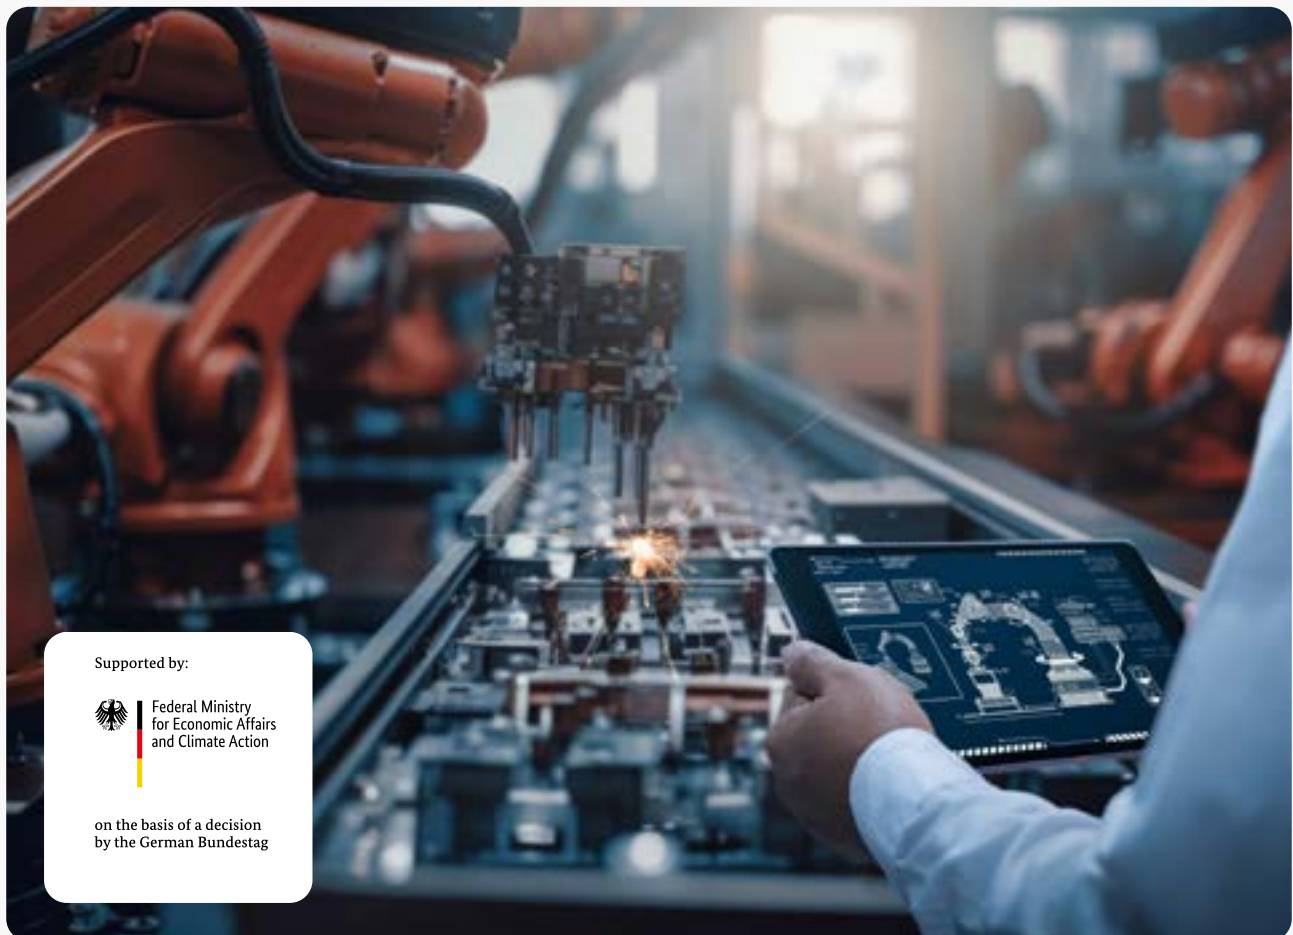 Supported by:
Federal Ministry
for Economic Affairs
and Climate Action
on the basis of a decision
by the German Bundestag